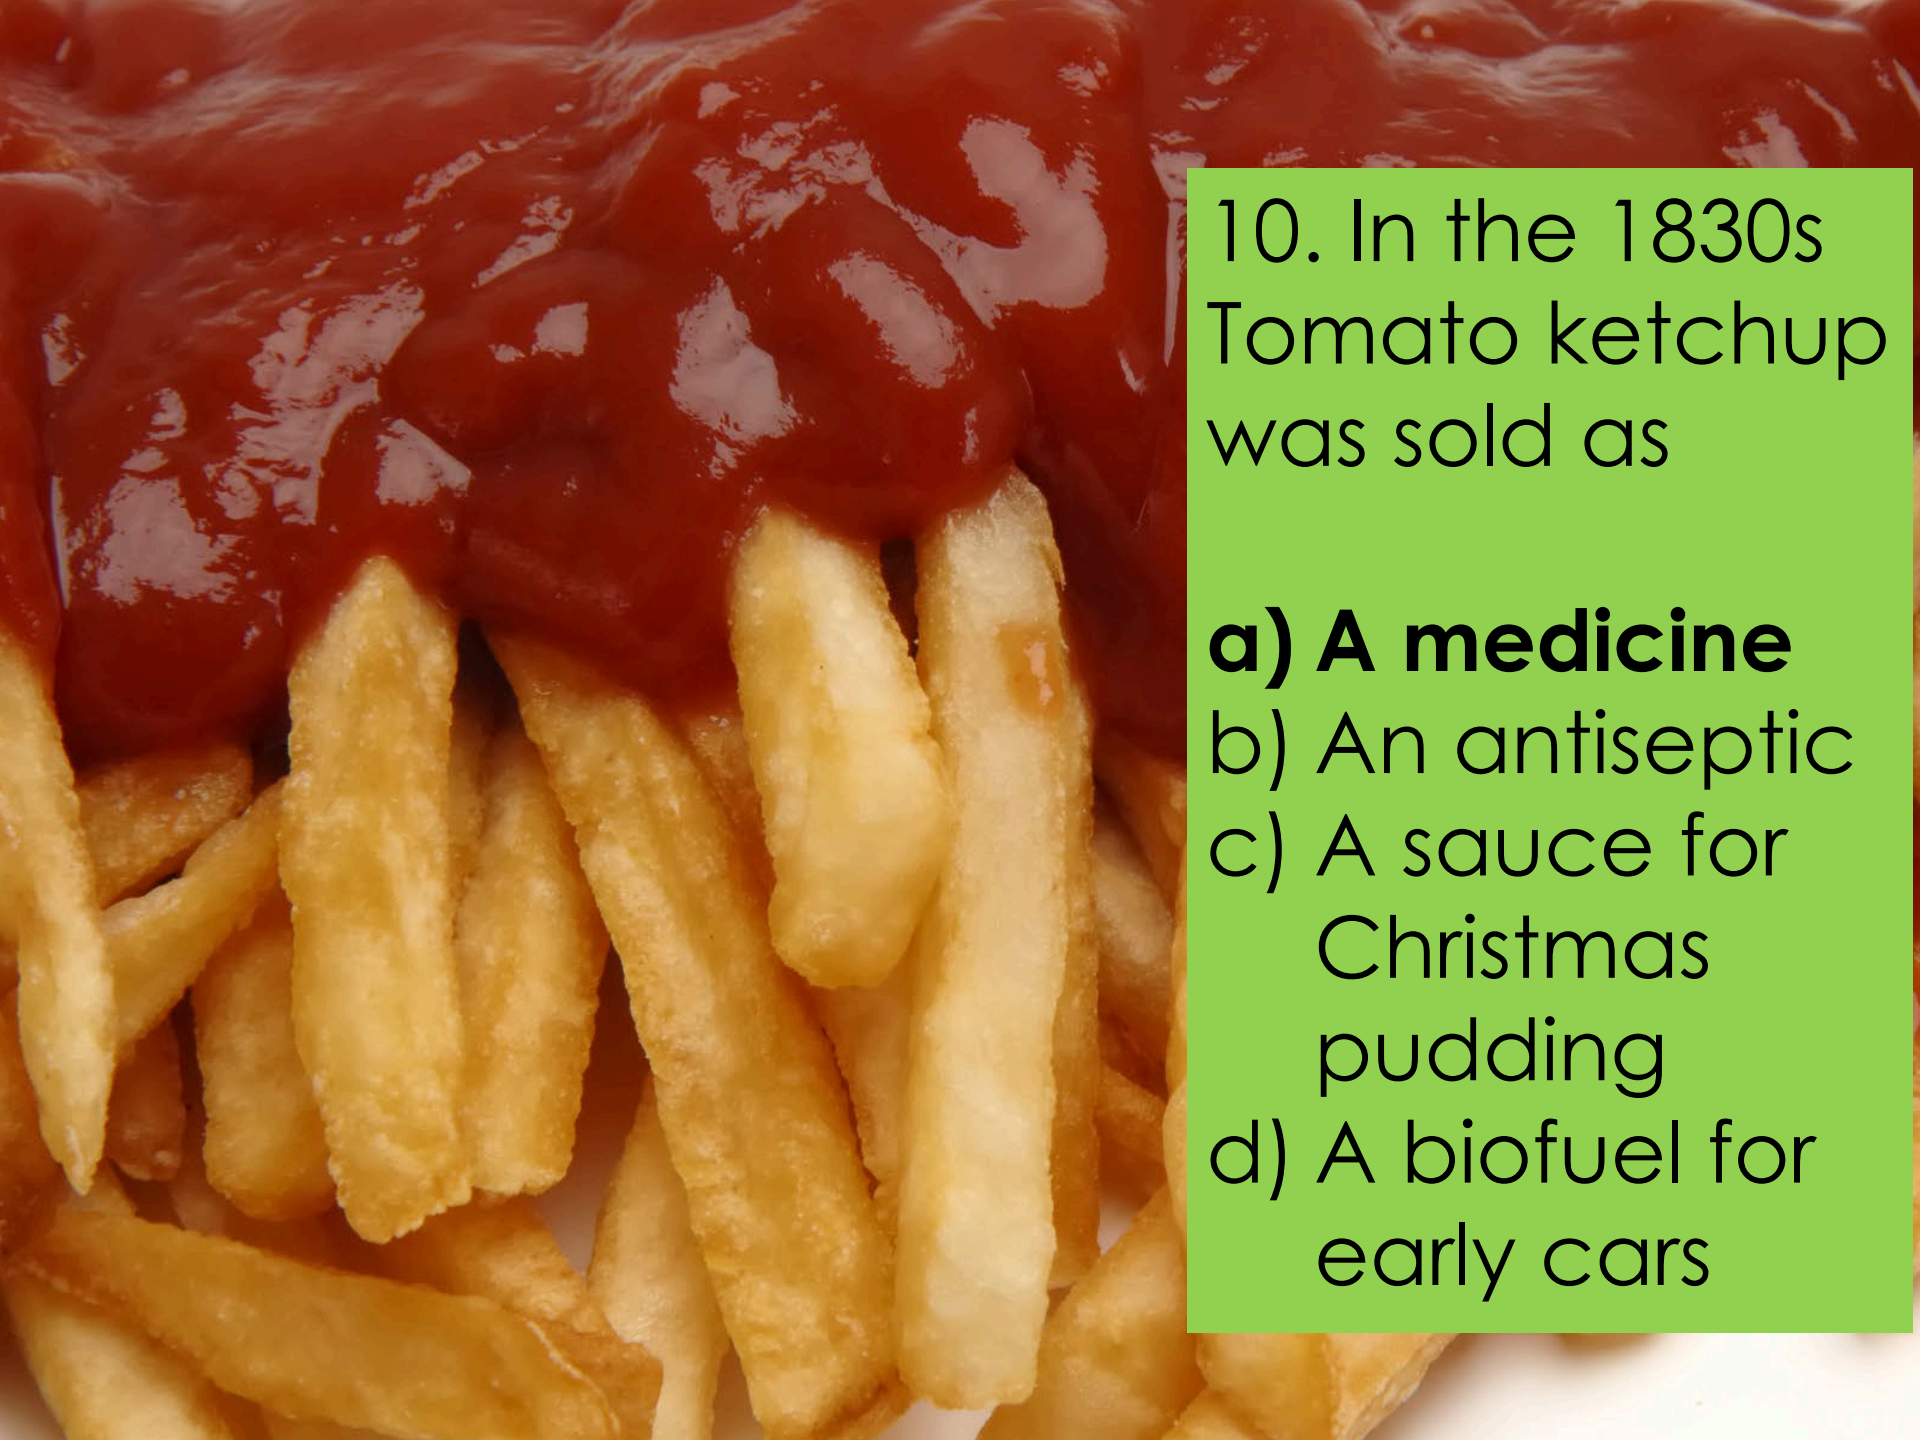 10. In the 1830s
Tomato ketchup
was sold as
a) A medicine
b) An antiseptic
c) A sauce for
Christmas
pudding
d) A biofuel for
early cars